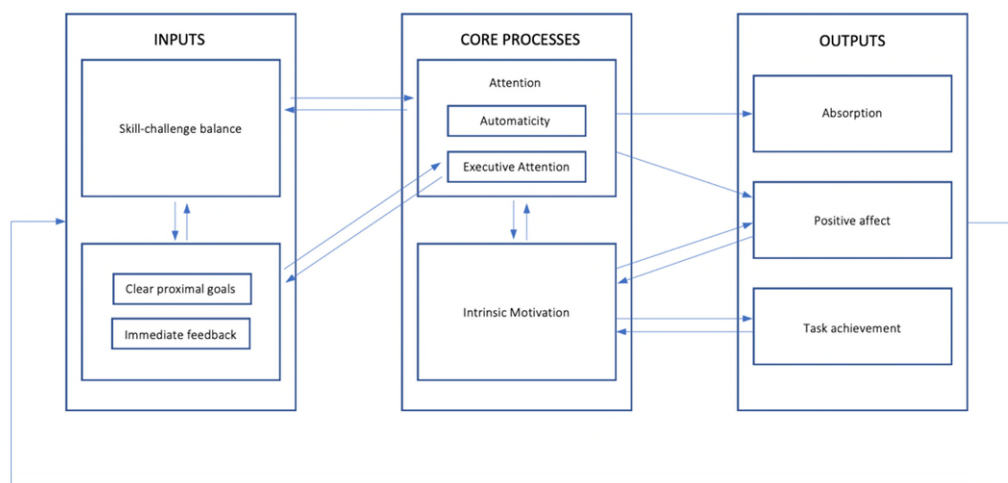 INPUTS
Skill-challenge balance
Clear proximal goals
Immediate feedback
CORE PROCESSES
Attention
Automaticity
Executive Attention
Intrinsic Motivation
OUTPUTS
Absorption
Positive affect
Task achievement